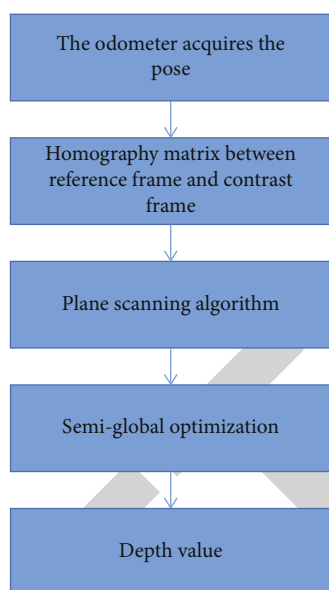 The odometer acquires the
pose
Homography matrix between
reference frame and contrast
frame
Plane scanning algorithm
Semi-global optimization
Depth value